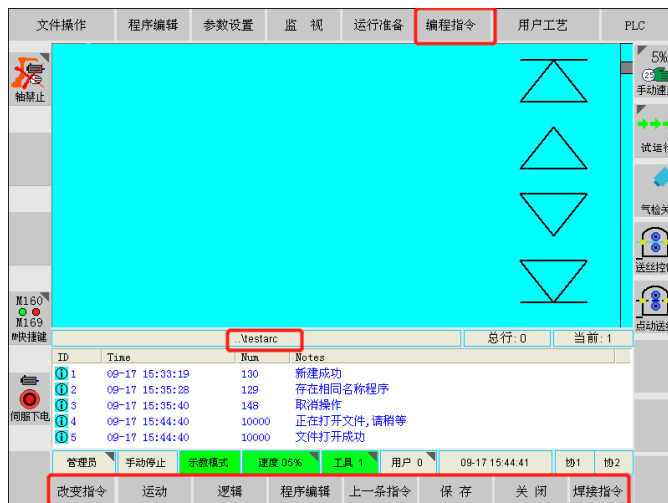 文件操作 程序编辑 参数设置 监 视 运行准备 编程指令 用户工艺 PLC
轴禁止
5%
25
手动速
试运行
气检关
送丝控
点动送
M160
M169
M快捷键
伺服下电
..\testarc 总行: 0 当前: 1
ID Time Num Notes
1 09-17 15:33:19 130 新建成功
2 09-17 15:35:28 129 存在相同名称程序
3 09-17 15:35:40 148 取消操作
4 09-17 15:44:40 10000 正在打开文件,请稍等
5 09-17 15:44:40 10000 文件打开成功
管理员 手动停止 示教模式 速度 05% 工具 1 用户 0 09-17 15:44:41 协1 协2
改变指令 运动 逻辑 程序编辑 上一条指令 保 存 关 闭 焊接指令